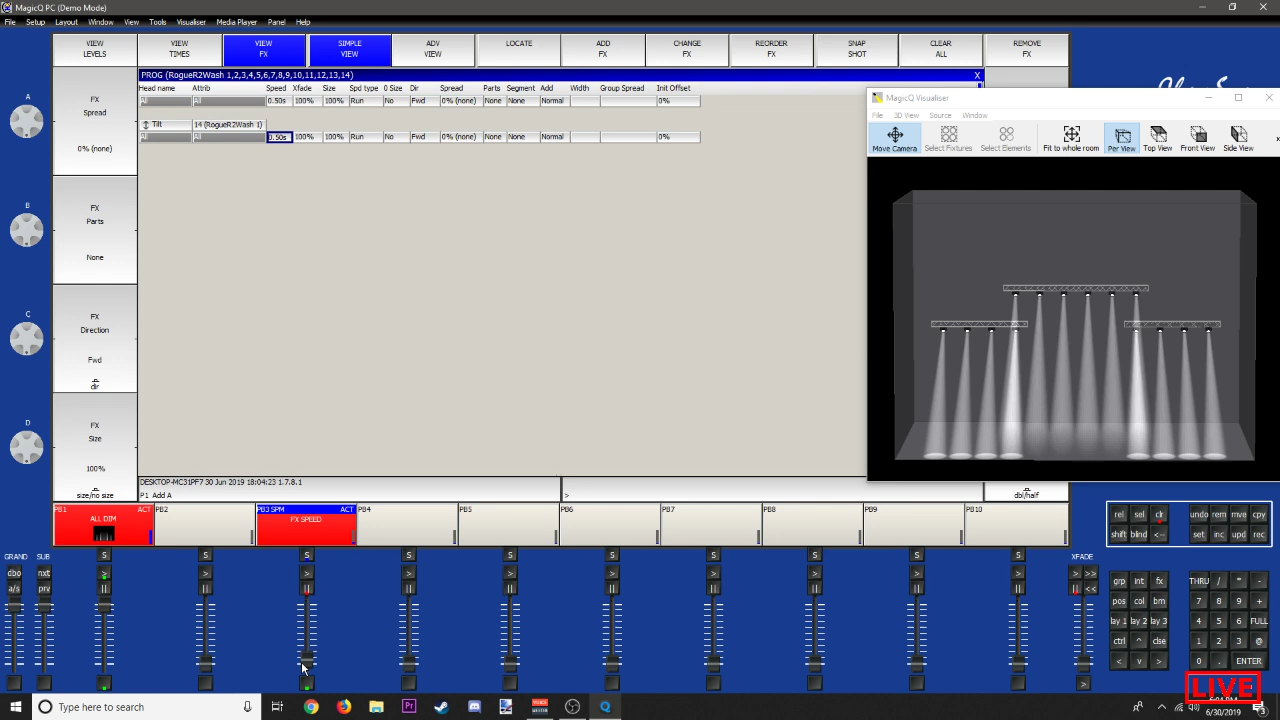 MagicQ PC (Demo Mode)
File Setup Layout Window View Tools Visualiser Media Player Panel Help
VIEW LEVELS
VIEW TIMES
VIEW FX
SIMPLE VIEW
ADV VIEW
LOCATE
ADD FX
CHANGE FX
REORDER FX
SNAP SHOT
CLEAR ALL
REMOVE FX
PROG (RogueR2Wash 1,2,3,4,5,6,7,8,9,10,11,12,13,14) X
Head name Attrib Speed Xfade Size Spd type 0 Size Dir Spread Parts Segment Add Width Group Spread Init Offset
All All 0.50s 100% 100% Run No Fwd 0% (none) None None Normal 0%
Tilt 14 (RogueR2Wash 1)
All All 0.50s 100% 100% Run No Fwd 0% (none) None None Normal 0%
A
FX Spread
0% (none)
B
FX Parts
None
C
FX Direction
Fwd
dir
D
FX Size
100%
size/no size
MagicQ Visualiser
File 3D View Source Window
Move Camera Select Fixtures Select Elements Fit to whole room Per View Top View Front View Side View
DESKTOP-MC31PF7 30 Jun 2019 18:04:23 1.7.8.1
P1 Add A >
dbl/half
PB1 ACT PB2 PB3 SPM ACT PB4 PB5 PB6 PB7 PB8 PB9 PB10
ALL DIM FX SPEED
GRAND SUB XFADE
S S S S S S S S S S
dbo nxt > > > > > > > > > > > >>
a/s prv || || || || || || || || || || || <<
>
rel sel clr undo rem mve cpy
shift blind <-- set inc upd rec
grp int fx THRU / * -
pos col bm 7 8 9 +
lay 1 lay 2 lay 3 4 5 6 FULL
ctrl ^ clse 1 2 3 @
< v > 0 . ENTER
LIVE
Type here to search
6:04 PM
6/30/2019